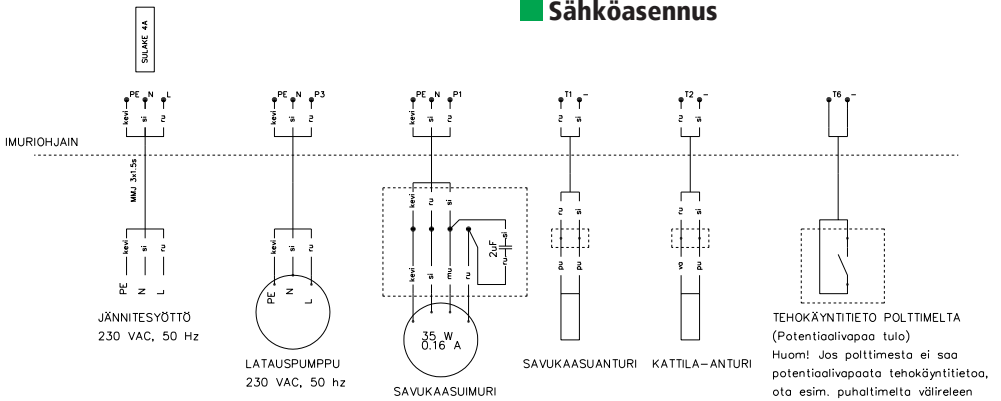 Sähköasennus
SULAKE 4A
PE N L
kevi si ru
PE N P3
kevi si ru
PE N P1
kevi si ru
T1 -
ru si
T2 -
ru si
T6 -
IMURIOHJAIN
MMJ 3x1.5s
kevi si ru
PE N L
JÄNNITESYÖTTÖ
230 VAC, 50 Hz
kevi si ru
PE N L
LATAUSPUMPPU
230 VAC, 50 hz
kevi ru si
si
2uF
ru
kevi si mu ru
35 W
0.16 A
SAVUKAASUIMURI
ru si
pu pu
SAVUKAASUANTURI
ru si
va pu
KATTILA-ANTURI
TEHOKÄYNTITIETO POLTTIMELTA
(Potentiaalivapaa tulo)
Huom! Jos polttimesta ei saa
potentiaalivapaata tehokäyntitietoa,
ota esim. puhaltimelta välireleen